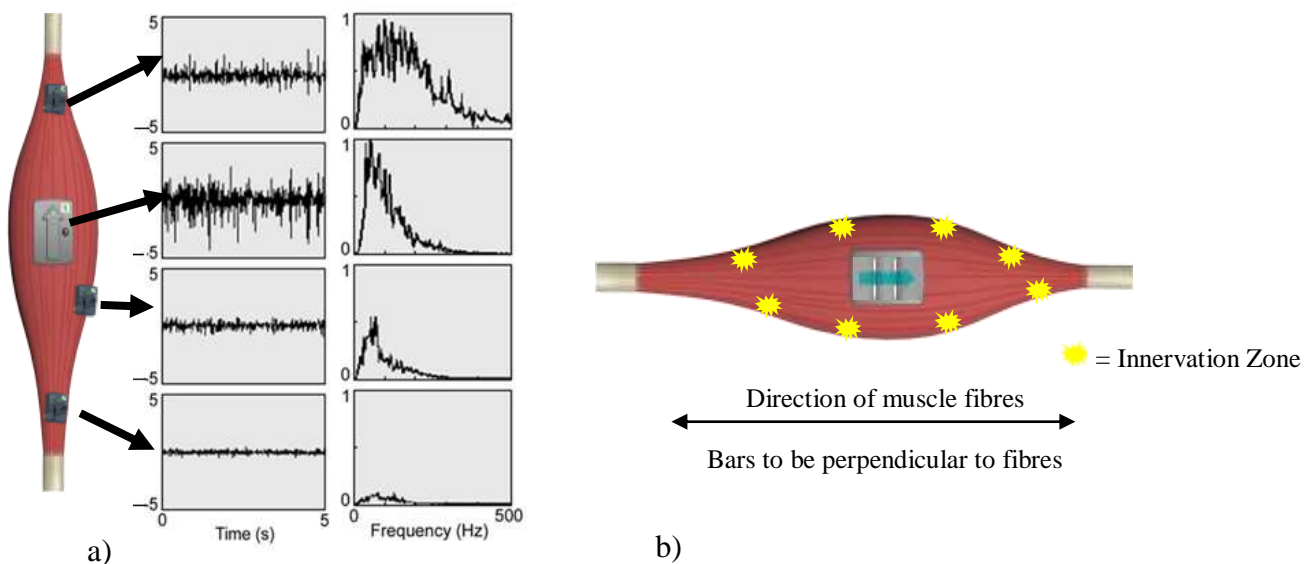 5
—5
1
0
5
—5
1
0
5
—5
1
0
5
—5
0
5
Time (s)
1
0
0
500
Frequency (Hz)
a)
= Innervation Zone
Direction of muscle fibres
Bars to be perpendicular to fibres
b)